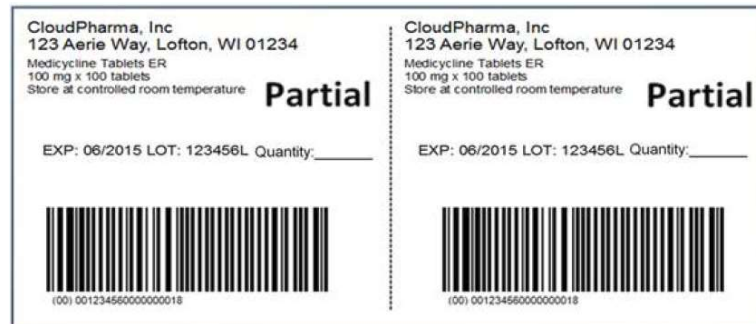 CloudPharma, Inc
123 Aerie Way, Lofton, WI 01234
Medicycline Tablets ER
100 mg x 100 tablets
Store at controlled room temperature
Partial
EXP: 06/2015 LOT: 123456L Quantity:______
(00) 001234560000000018
CloudPharma, Inc
123 Aerie Way, Lofton, WI 01234
Medicycline Tablets ER
100 mg x 100 tablets
Store at controlled room temperature
Partial
EXP: 06/2015 LOT: 123456L Quantity:______
(00) 001234560000000018